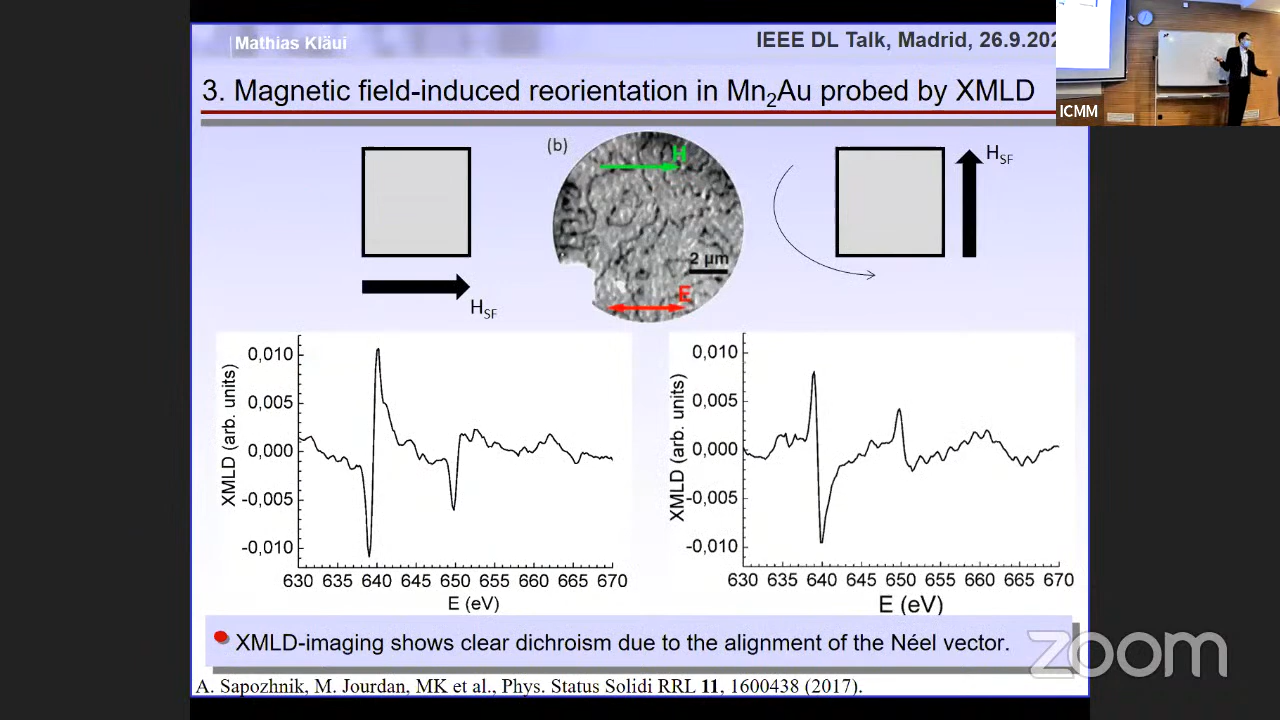 Mathias Kläui
IEEE DL Talk, Madrid, 26.9.202
3. Magnetic field-induced reorientation in Mn₂Au probed by XMLD
ICMM
(b)
H
2 µm
E
H_SF
H_SF
0,010
0,005
0,000
-0,005
-0,010
XMLD (arb. units)
630 635 640 645 650 655 660 665 670
E (eV)
0,010
0,005
0,000
-0,005
-0,010
XMLD (arb. units)
630 635 640 645 650 655 660 665 670
E (eV)
XMLD-imaging shows clear dichroism due to the alignment of the Néel vector.
zoom
A. Sapozhnik, M. Jourdan, MK et al., Phys. Status Solidi RRL 11, 1600438 (2017).